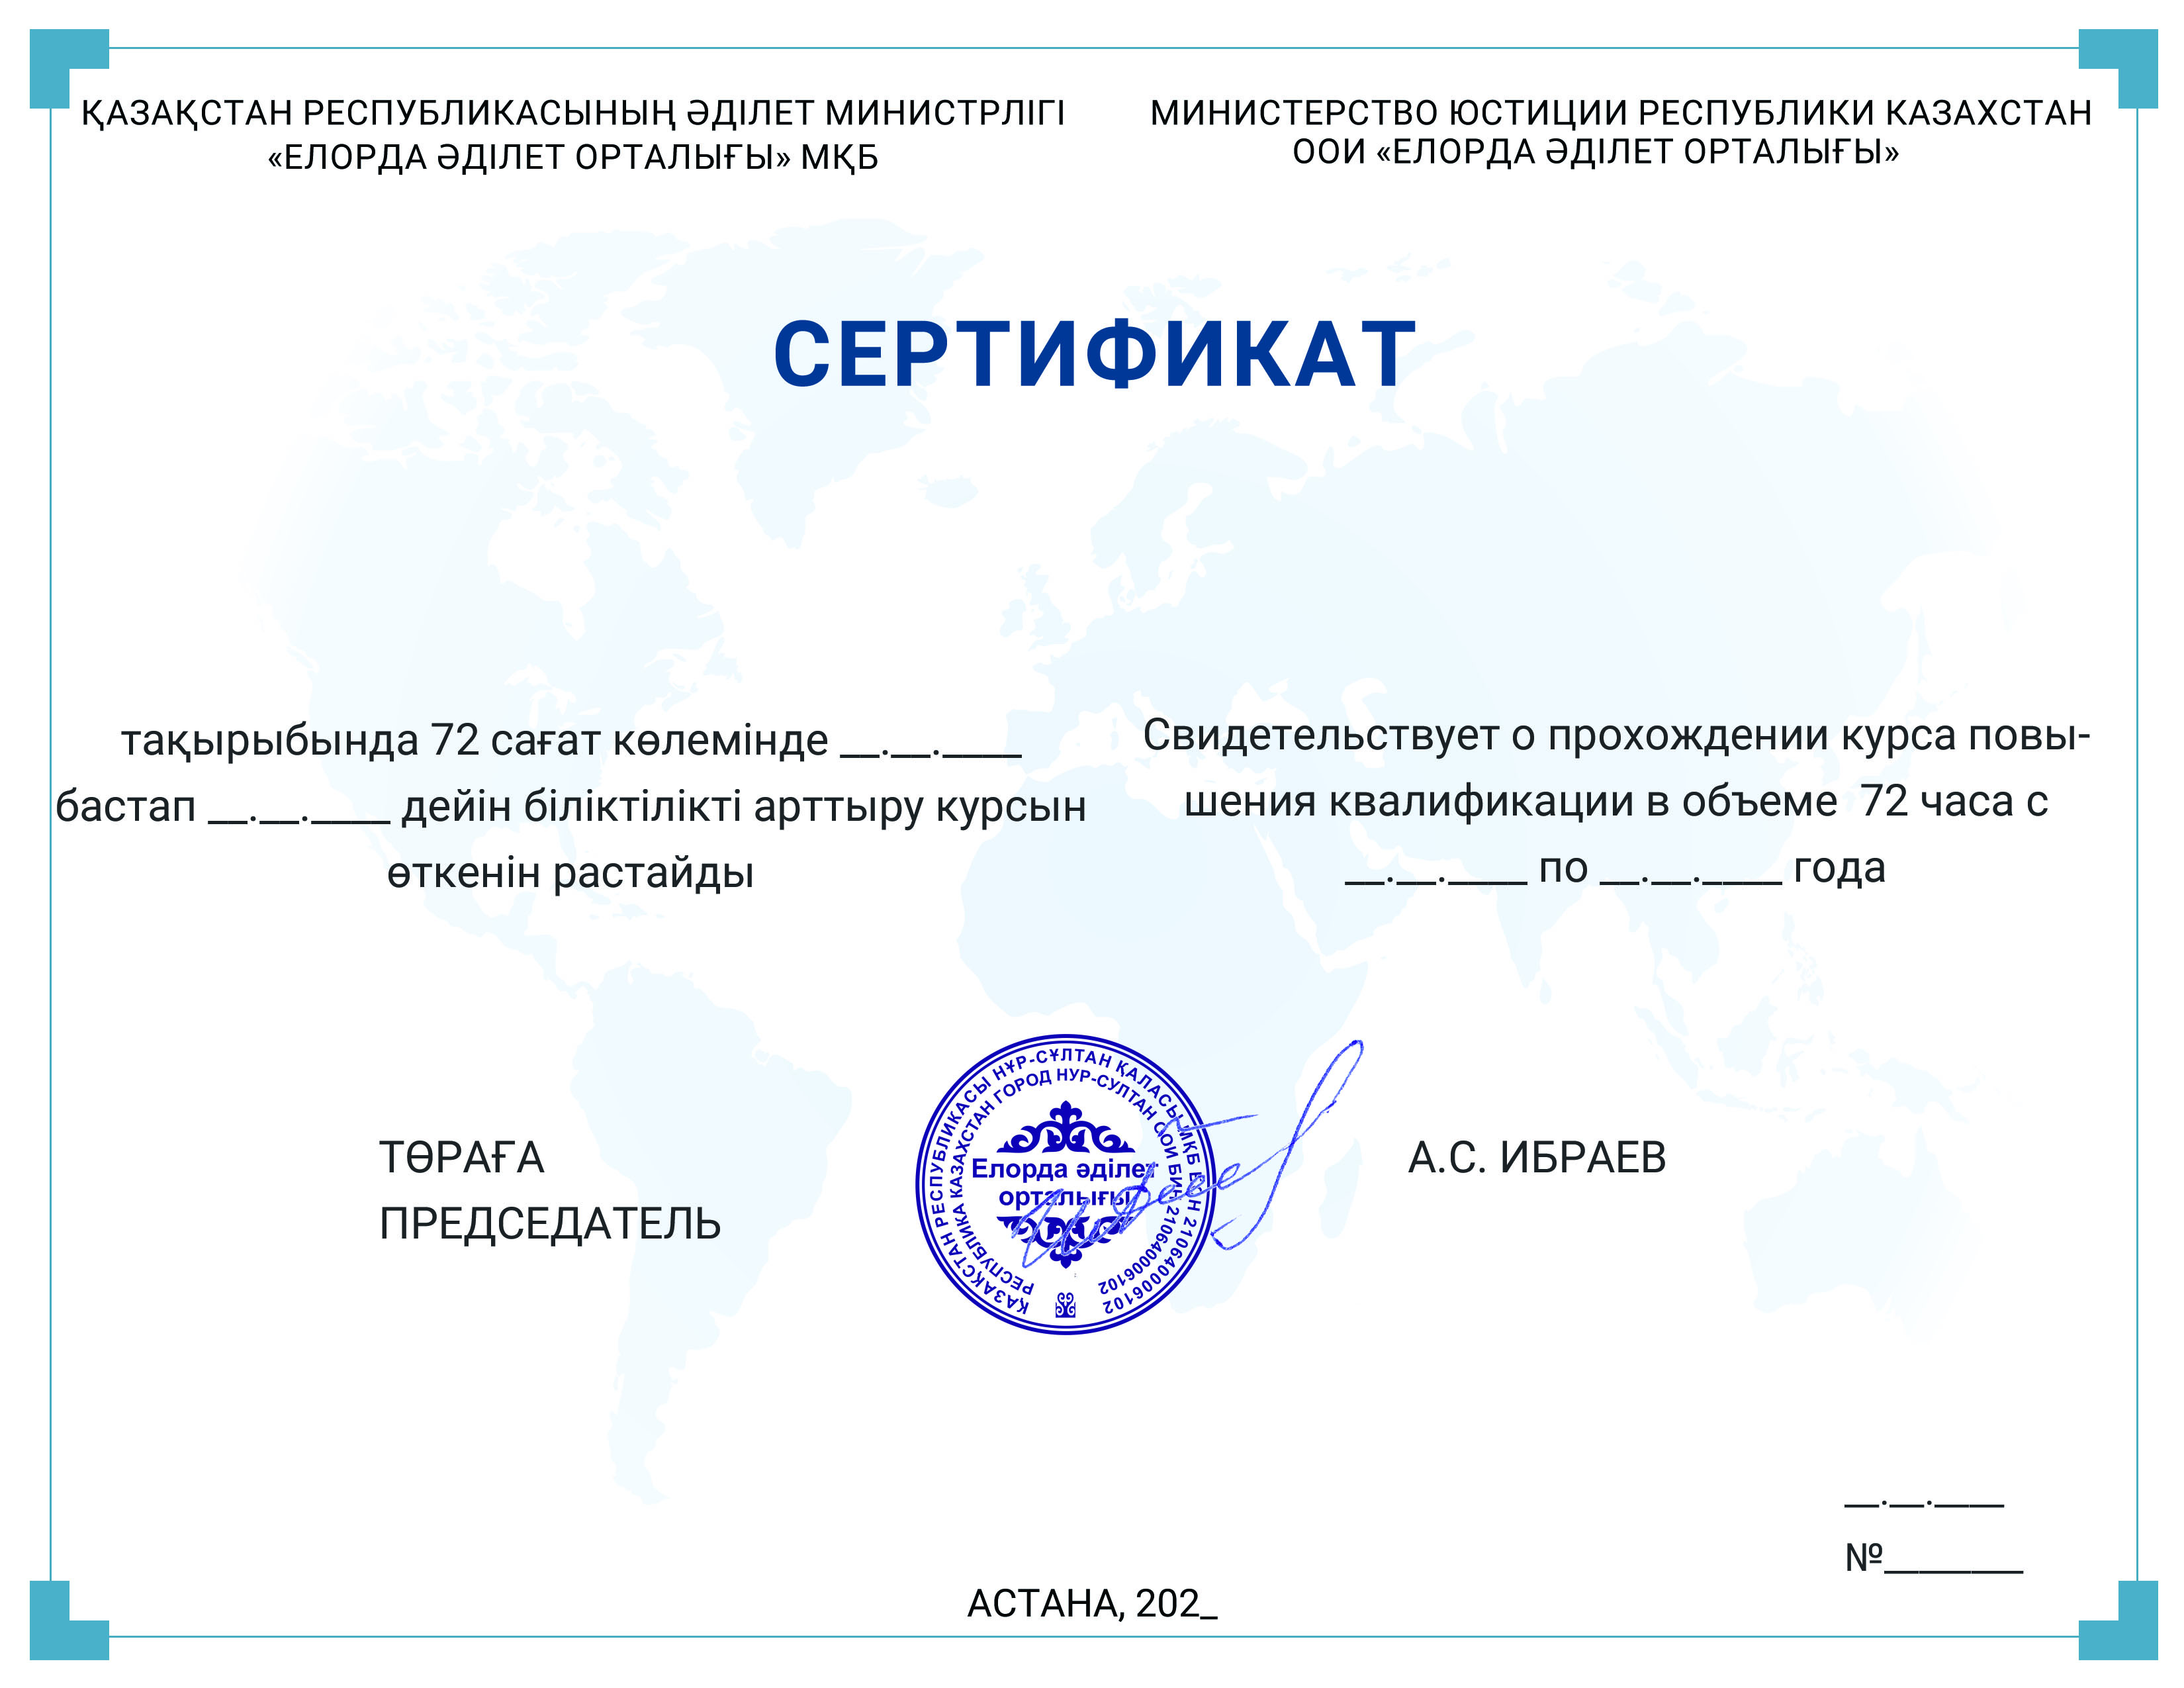 ҚАЗАҚСТАН РЕСПУБЛИКАСЫНЫҢ ӘДІЛЕТ МИНИСТРЛІГІ
«ЕЛОРДА ӘДІЛЕТ ОРТАЛЫҒЫ» МҚБ
МИНИСТЕРСТВО ЮСТИЦИИ РЕСПУБЛИКИ КАЗАХСТАН
ООИ «ЕЛОРДА ӘДІЛЕТ ОРТАЛЫҒЫ»
СЕРТИФИКАТ
тақырыбында 72 сағат көлемінде __.__.____
бастап __.__.____ дейін біліктілікті арттыру курсын
өткенін растайды
Свидетельствует о прохождении курса повы-
шения квалификации в объеме 72 часа с
__.__.____ по __.__.____ года
ТӨРАҒА
ПРЕДСЕДАТЕЛЬ
ҚАЗАҚСТАН РЕСПУБЛИКАСЫ НҰР-СҰЛТАН ҚАЛАСЫ МҚБ БСН 210640006102
РЕСПУБЛИКА КАЗАХСТАН ГОРОД НУР-СУЛТАН ООИ БИН 210640006102
Елорда әділет
орталығы
А.С. ИБРАЕВ
__.__.____
№________
АСТАНА, 202_